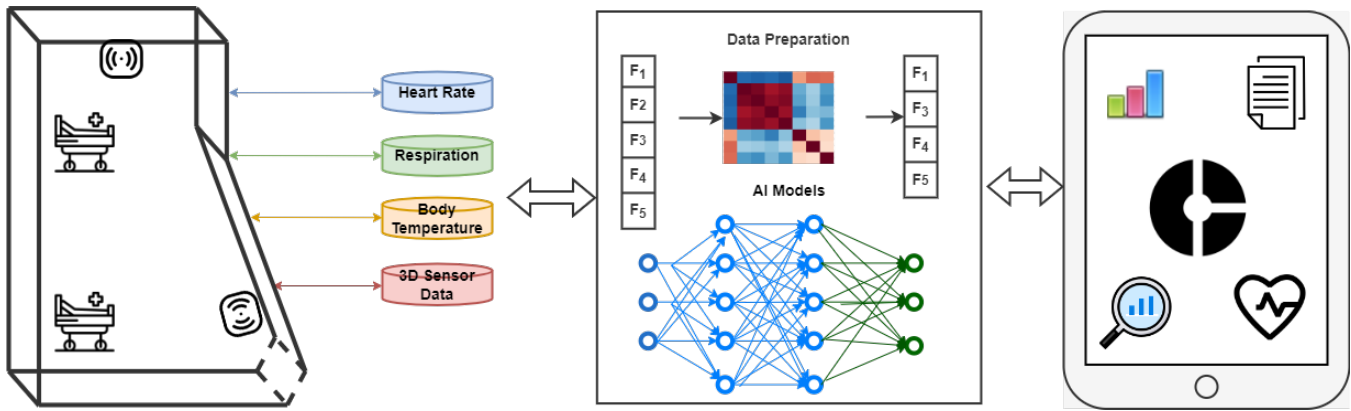 Heart Rate
Respiration
Body
Temperature
3D Sensor
Data
Data Preparation
F1
F2
F3
F4
F5
F1
F3
F4
F5
AI Models